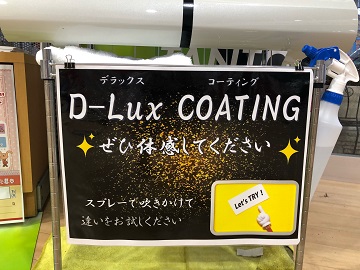 デラックス コーティング
D-Lux COATING
ぜひ体感してください
スプレーで吹きかけて
違いをお試しください
Let's TRY!